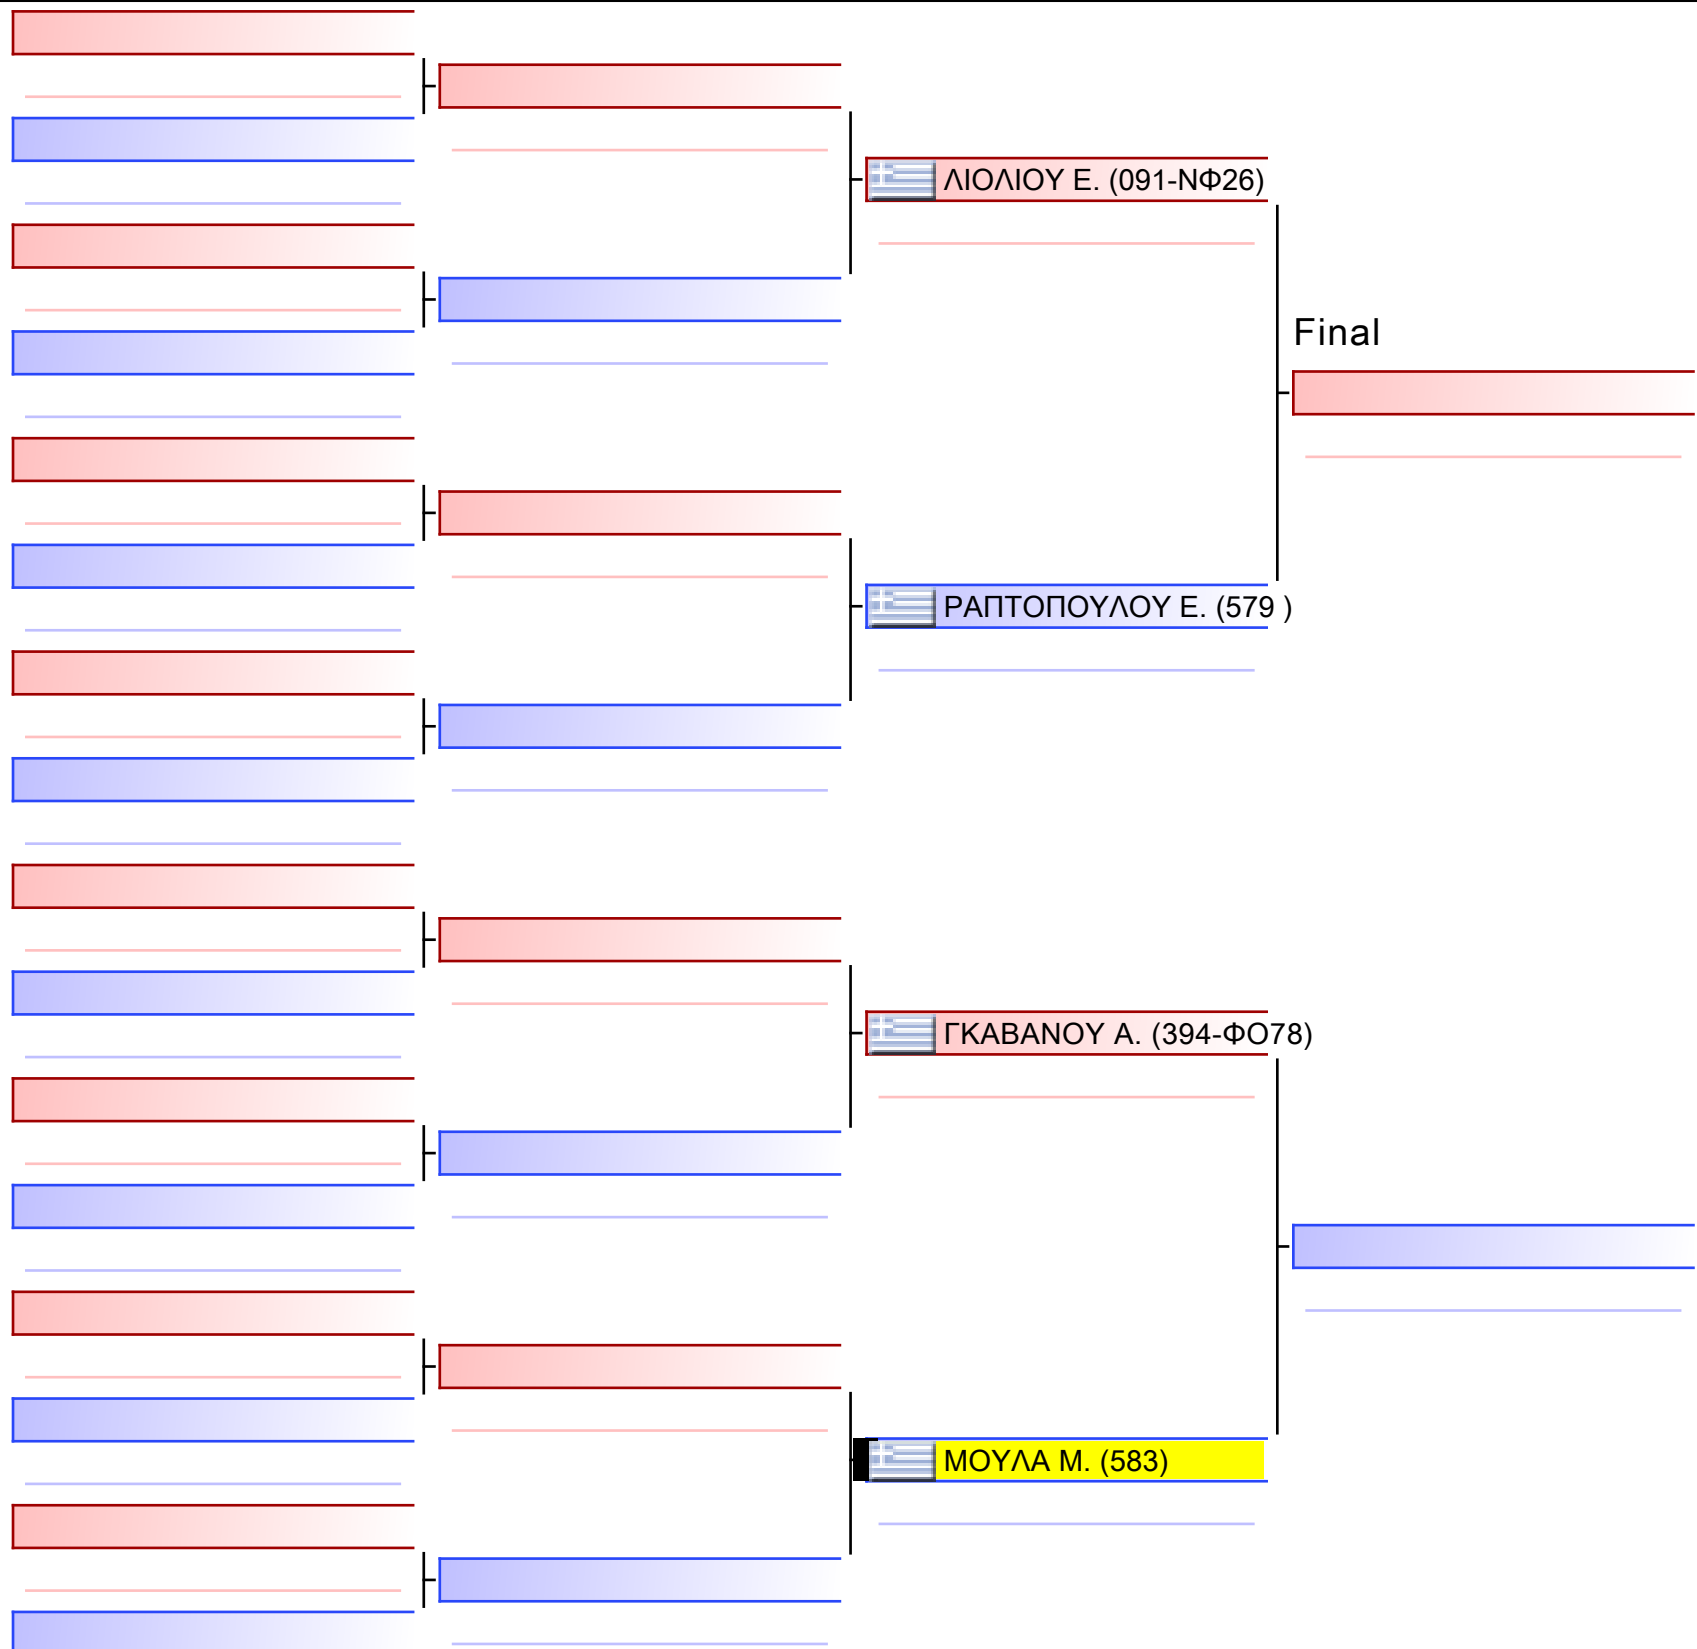 ΛΙΟΛΙΟΥ Ε. (091-ΝΦ26)
Final
ΡΑΠΤΟΠΟΥΛΟΥ Ε. (579 )
ΓΚΑΒΑΝΟΥ Α. (394-ΦΟ78)
ΜΟΥΛΑ Μ. (583)